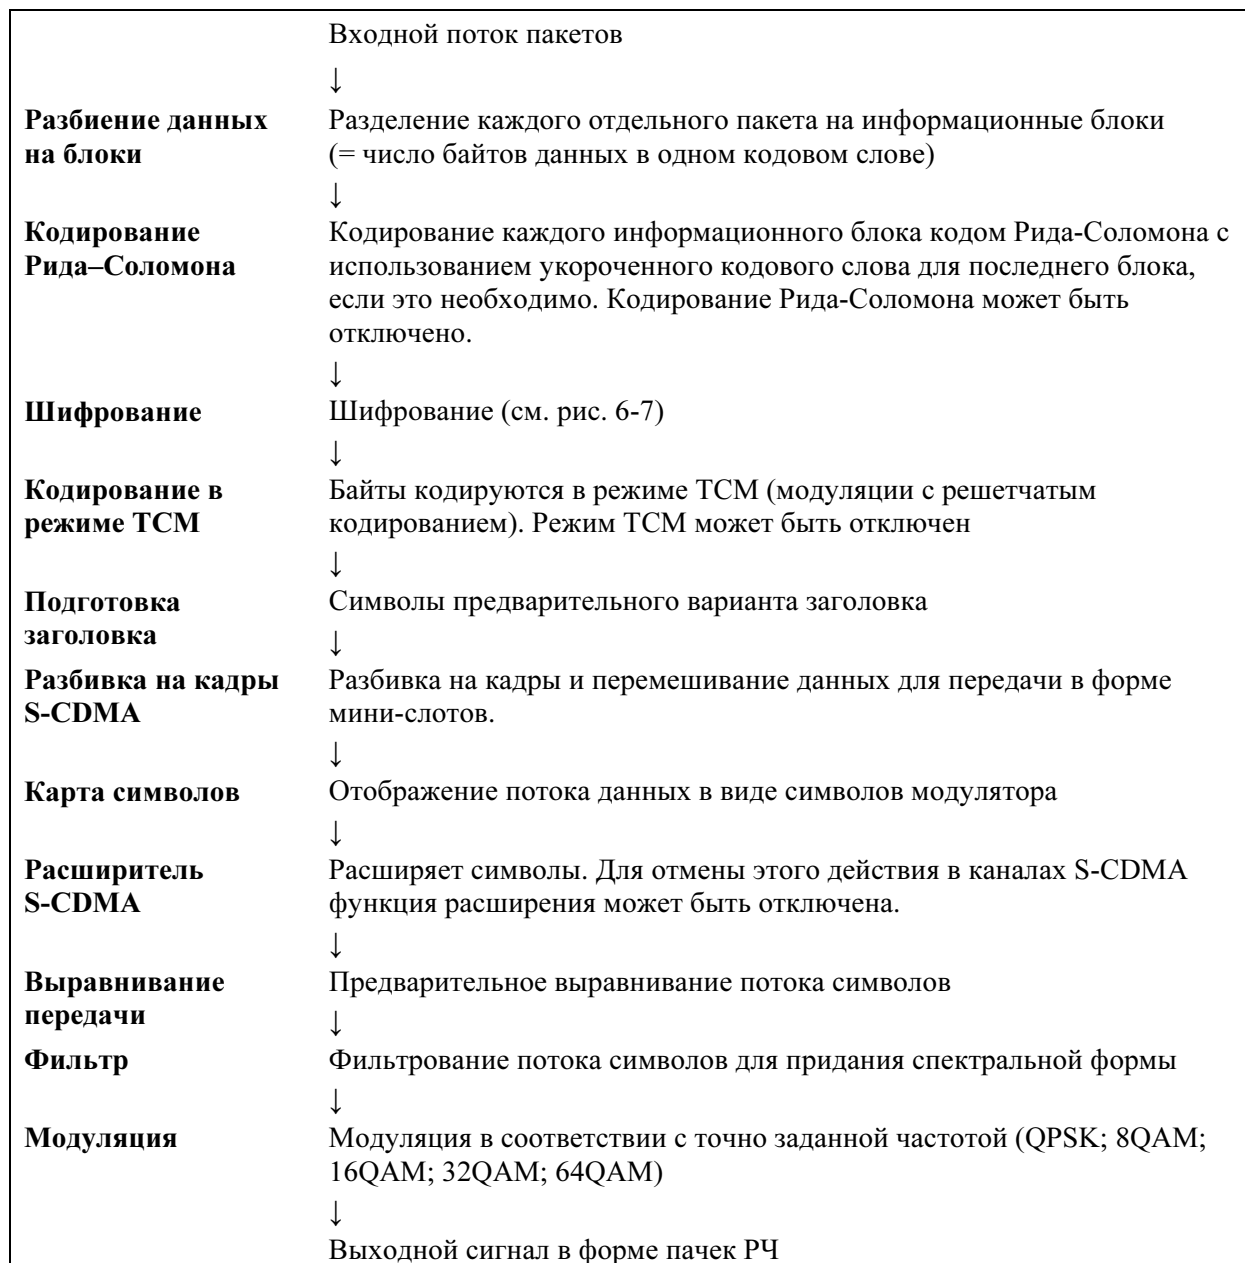 Входной поток пакетов
↓
Разбиение данных Разделение каждого отдельного пакета на информационные блоки
на блоки (= число байтов данных в одном кодовом слове)
↓
Кодирование Кодирование каждого информационного блока кодом Рида-Соломона с
Рида–Соломона использованием укороченного кодового слова для последнего блока,
если это необходимо. Кодирование Рида-Соломона может быть
отключено.
↓
Шифрование Шифрование (см. рис. 6-7)
↓
Кодирование в Байты кодируются в режиме TCM (модуляции с решетчатым
режиме TCM кодированием). Режим TCM может быть отключен
↓
Подготовка Символы предварительного варианта заголовка
заголовка ↓
Разбивка на кадры Разбивка на кадры и перемешивание данных для передачи в форме
S-CDMA мини-слотов.
↓
Карта символов Отображение потока данных в виде символов модулятора
↓
Расширитель Расширяет символы. Для отмены этого действия в каналах S-CDMA
S-CDMA функция расширения может быть отключена.
↓
Выравнивание Предварительное выравнивание потока символов
передачи ↓
Фильтр Фильтрование потока символов для придания спектральной формы
↓
Модуляция Модуляция в соответствии с точно заданной частотой (QPSK; 8QAM;
16QAM; 32QAM; 64QAM)
↓
Выходной сигнал в форме пачек РЧ